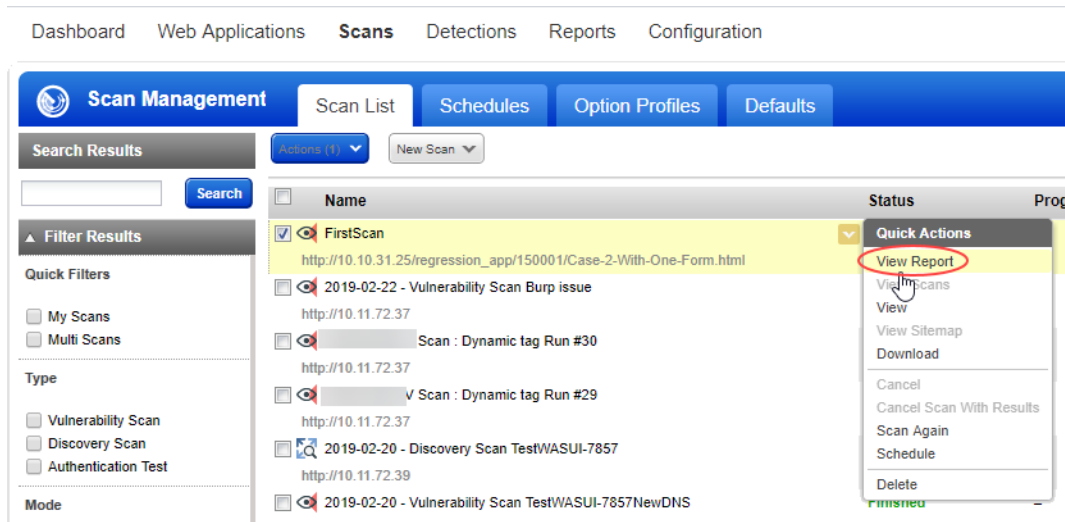 Dashboard Web Applications Scans Detections Reports Configuration
Scan Management Scan List Schedules Option Profiles Defaults
Search Results
Actions (1) New Scan
Search
Name Status Prog
Filter Results
FirstScan
http://10.10.31.25/regression_app/150001/Case-2-With-One-Form.html
Quick Actions
View Report
View
View Sitemap
Download
Cancel
Cancel Scan With Results
Scan Again
Schedule
Delete
Quick Filters
My Scans
Multi Scans
Type
Vulnerability Scan
Discovery Scan
Authentication Test
Mode
2019-02-22 - Vulnerability Scan Burp issue
http://10.11.72.37
Scan : Dynamic tag Run #30
http://10.11.72.37
V Scan : Dynamic tag Run #29
http://10.11.72.37
2019-02-20 - Discovery Scan TestWASUI-7857
http://10.11.72.39
2019-02-20 - Vulnerability Scan TestWASUI-7857NewDNS
Finished –